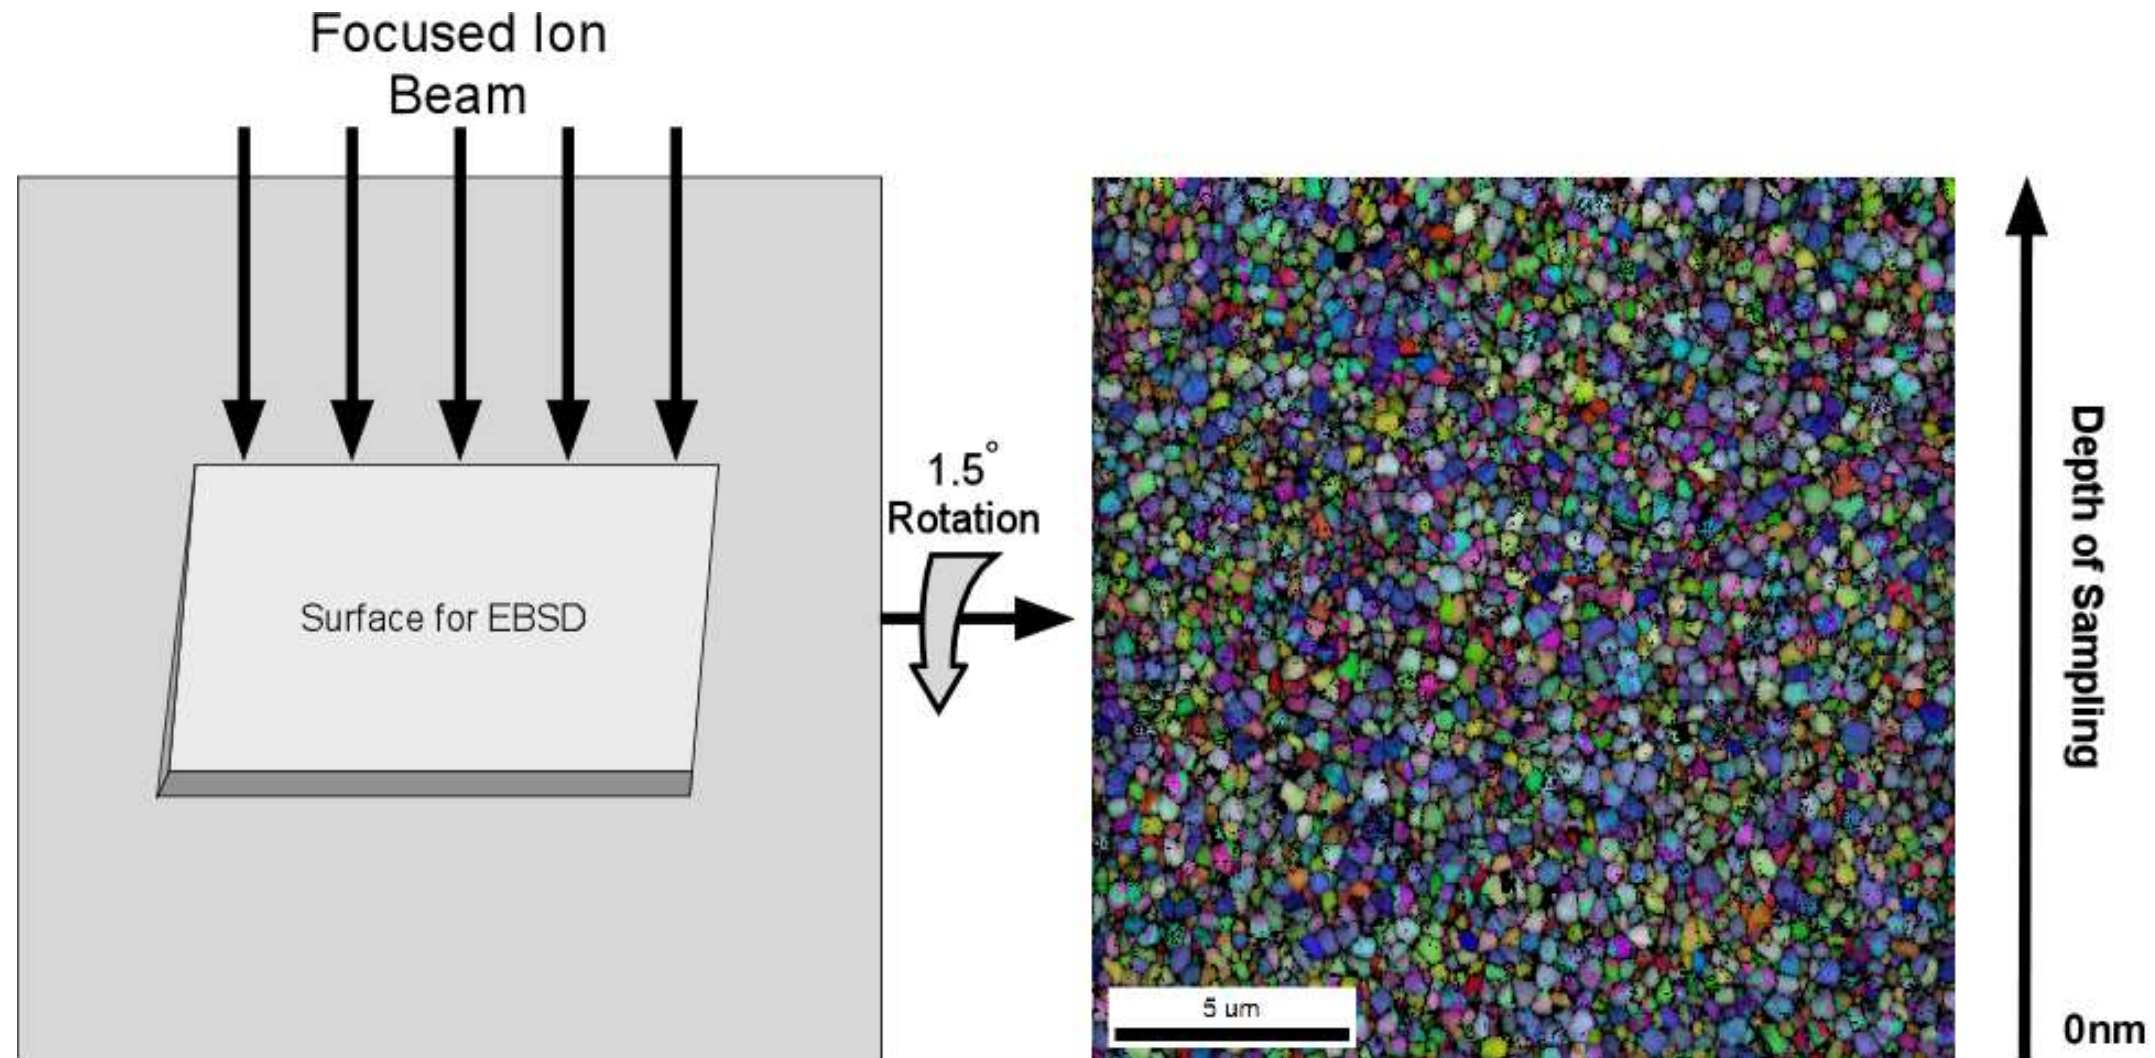 Focused Ion
Beam
1.5°
Rotation
Surface for EBSD
Depth of Sampling
5 um
0nm